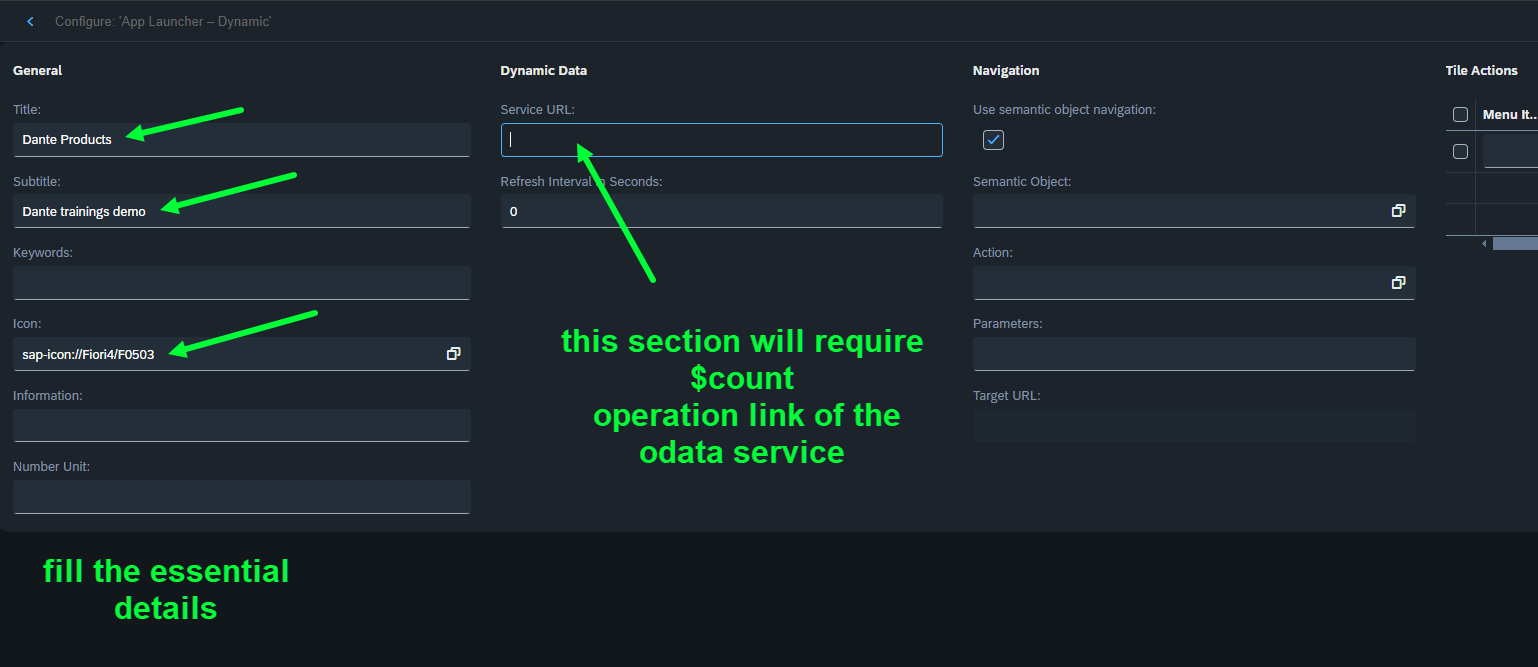 Configure: 'App Launcher – Dynamic'
General
Title:
Dante Products
Subtitle:
Dante trainings demo
Keywords:
Icon:
sap-icon://Fiori4/F0503
Information:
Number Unit:
Dynamic Data
Service URL:
Refresh Interval in Seconds:
0
Navigation
Use semantic object navigation:
Semantic Object:
Action:
Parameters:
Target URL:
Tile Actions
Menu It...
this section will require
$count
operation link of the
odata service
fill the essential
details